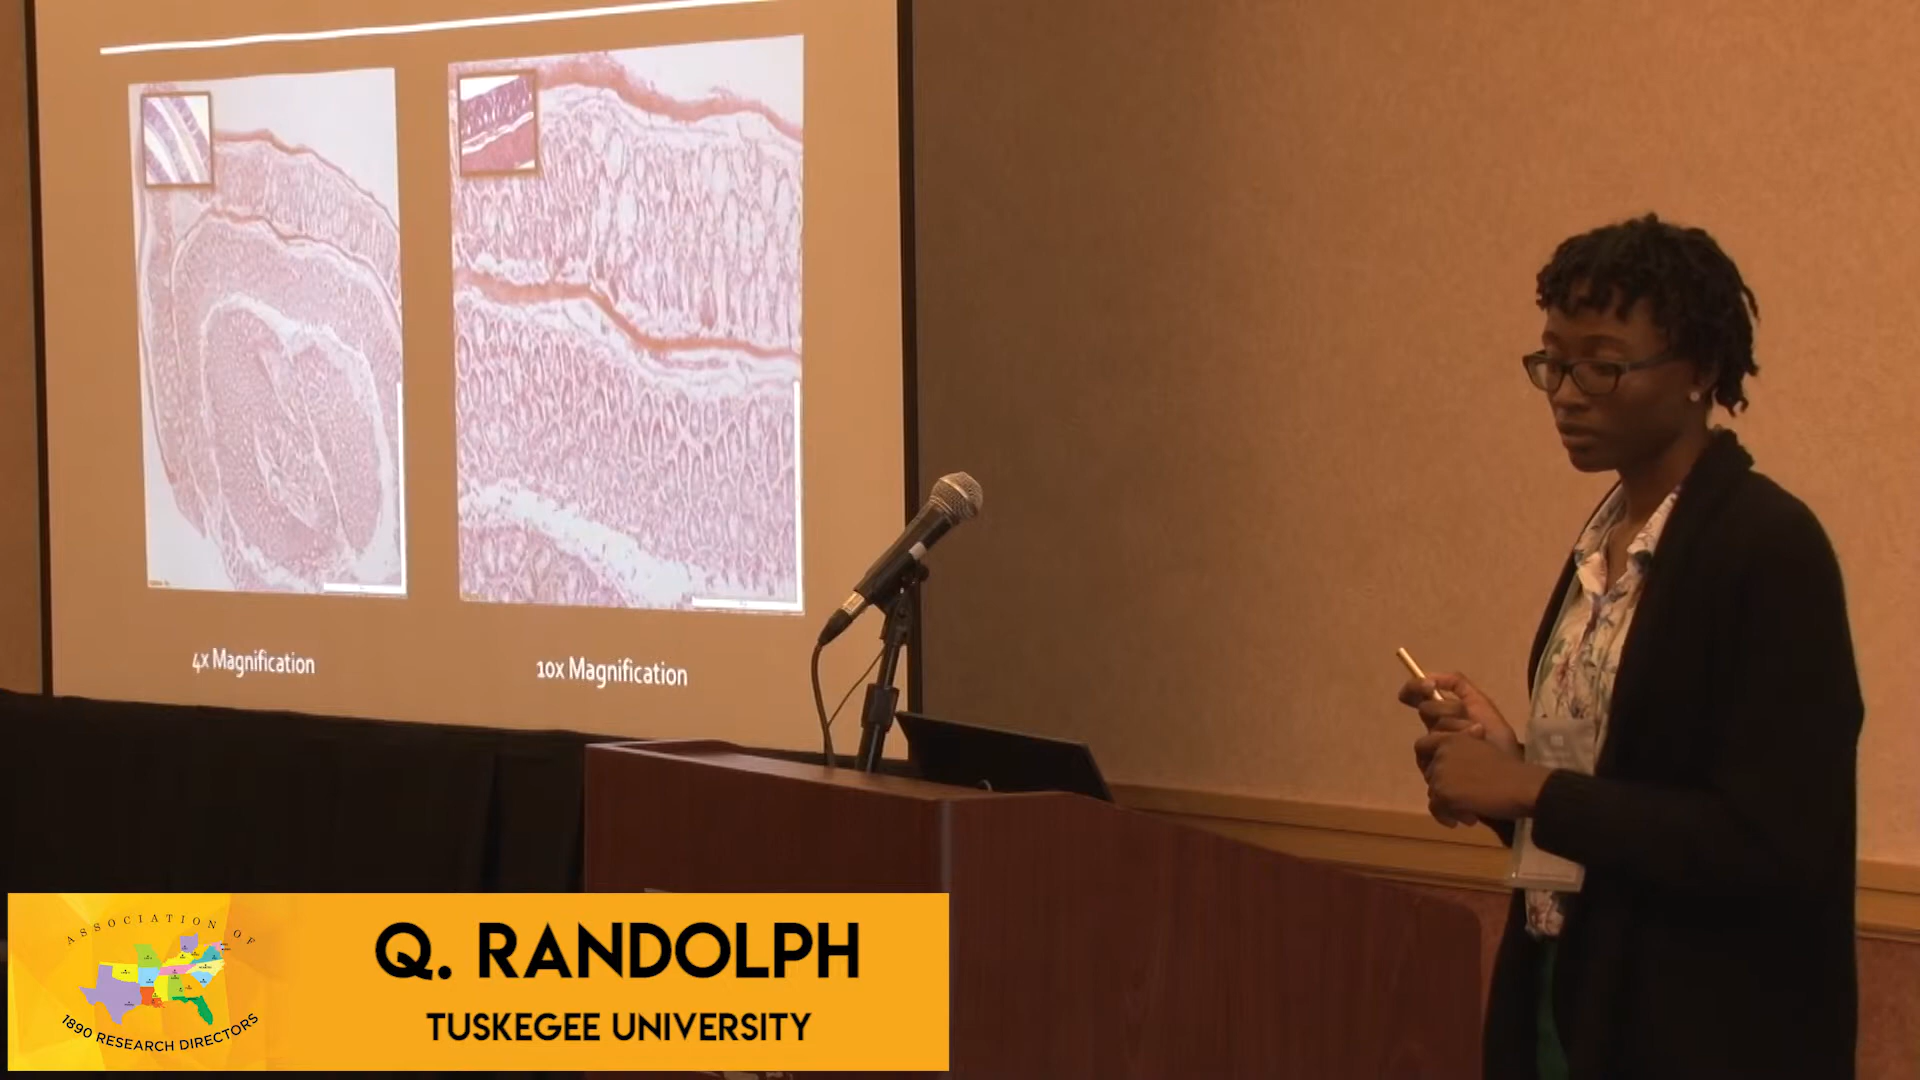 4x Magnification
10x Magnification
ASSOCIATION OF
1890 RESEARCH DIRECTORS
Q. RANDOLPH
TUSKEGEE UNIVERSITY